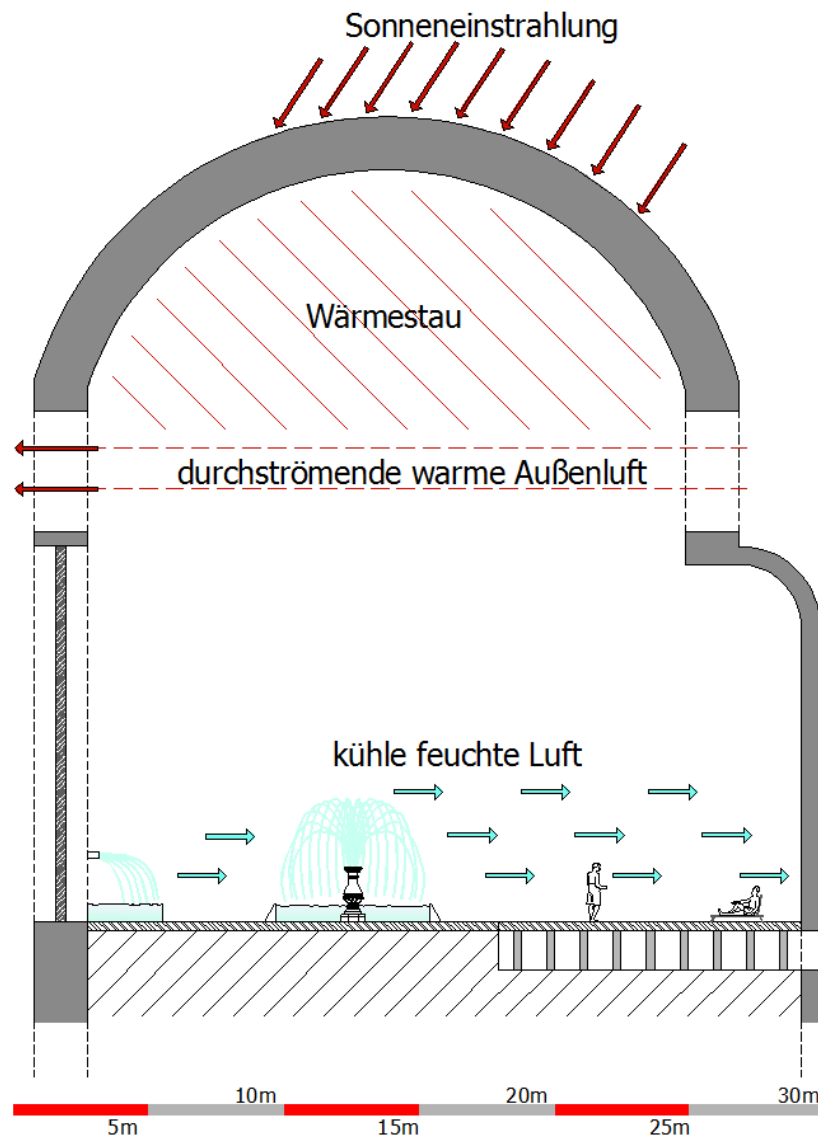 Sonneneinstrahlung
Wärmestau
durchströmende warme Außenluft
kühle feuchte Luft
10m 20m 30m
5m 15m 25m